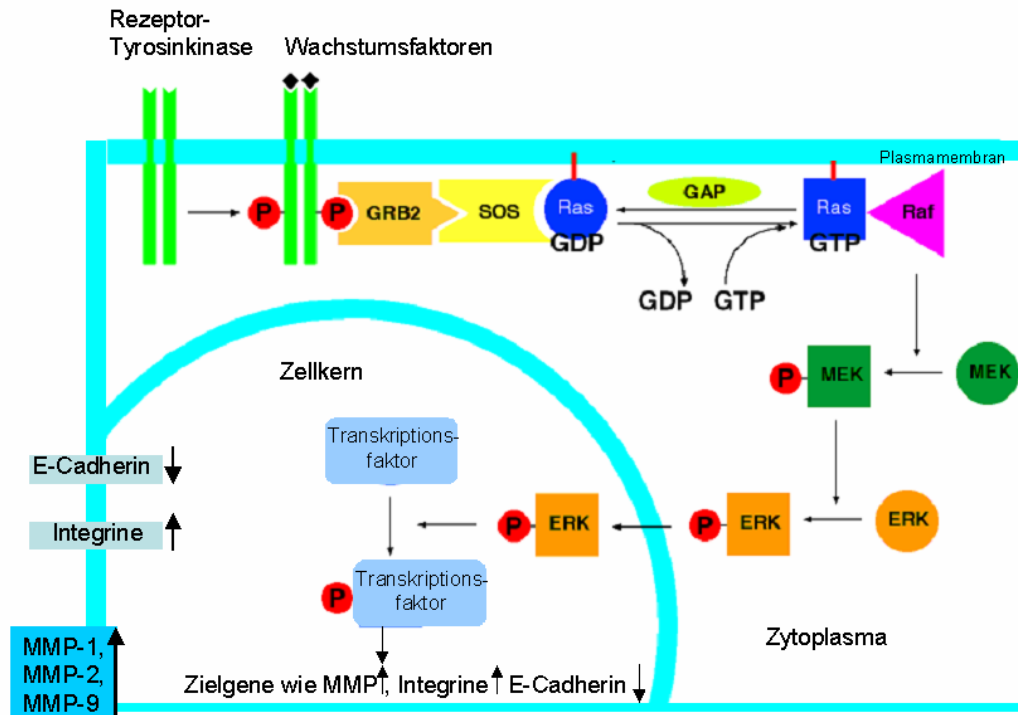 Rezeptor-
Tyrosinkinase
Wachstumsfaktoren
Plasmamembran
P
P
GRB2
SOS
Ras
GDP
GAP
Ras
GTP
Raf
GDP
GTP
Zellkern
P
MEK
MEK
Transkriptions-
faktor
E-Cadherin
Integrine
P
ERK
P
ERK
ERK
P
Transkriptions-
faktor
MMP-1,
MMP-2,
MMP-9
Zytoplasma
Zielgene wie MMP, Integrine E-Cadherin